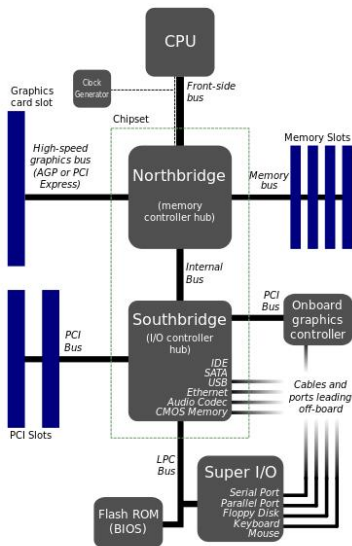 CPU
Graphics
card slot
Clock
Generator
Front-side
bus
Chipset
High-speed
graphics bus
(AGP or PCI
Express)
Northbridge
(memory
controller hub)
Memory
bus
Memory Slots
Internal
Bus
PCI
Bus
Southbridge
(I/O controller
hub)
PCI
Bus
Onboard
graphics
controller
IDE
SATA
USB
Ethernet
Audio Codec
CMOS Memory
Cables and
ports leading
off-board
PCI Slots
LPC
Bus
Super I/O
Serial Port
Parallel Port
Floppy Disk
Keyboard
Mouse
Flash ROM
(BIOS)